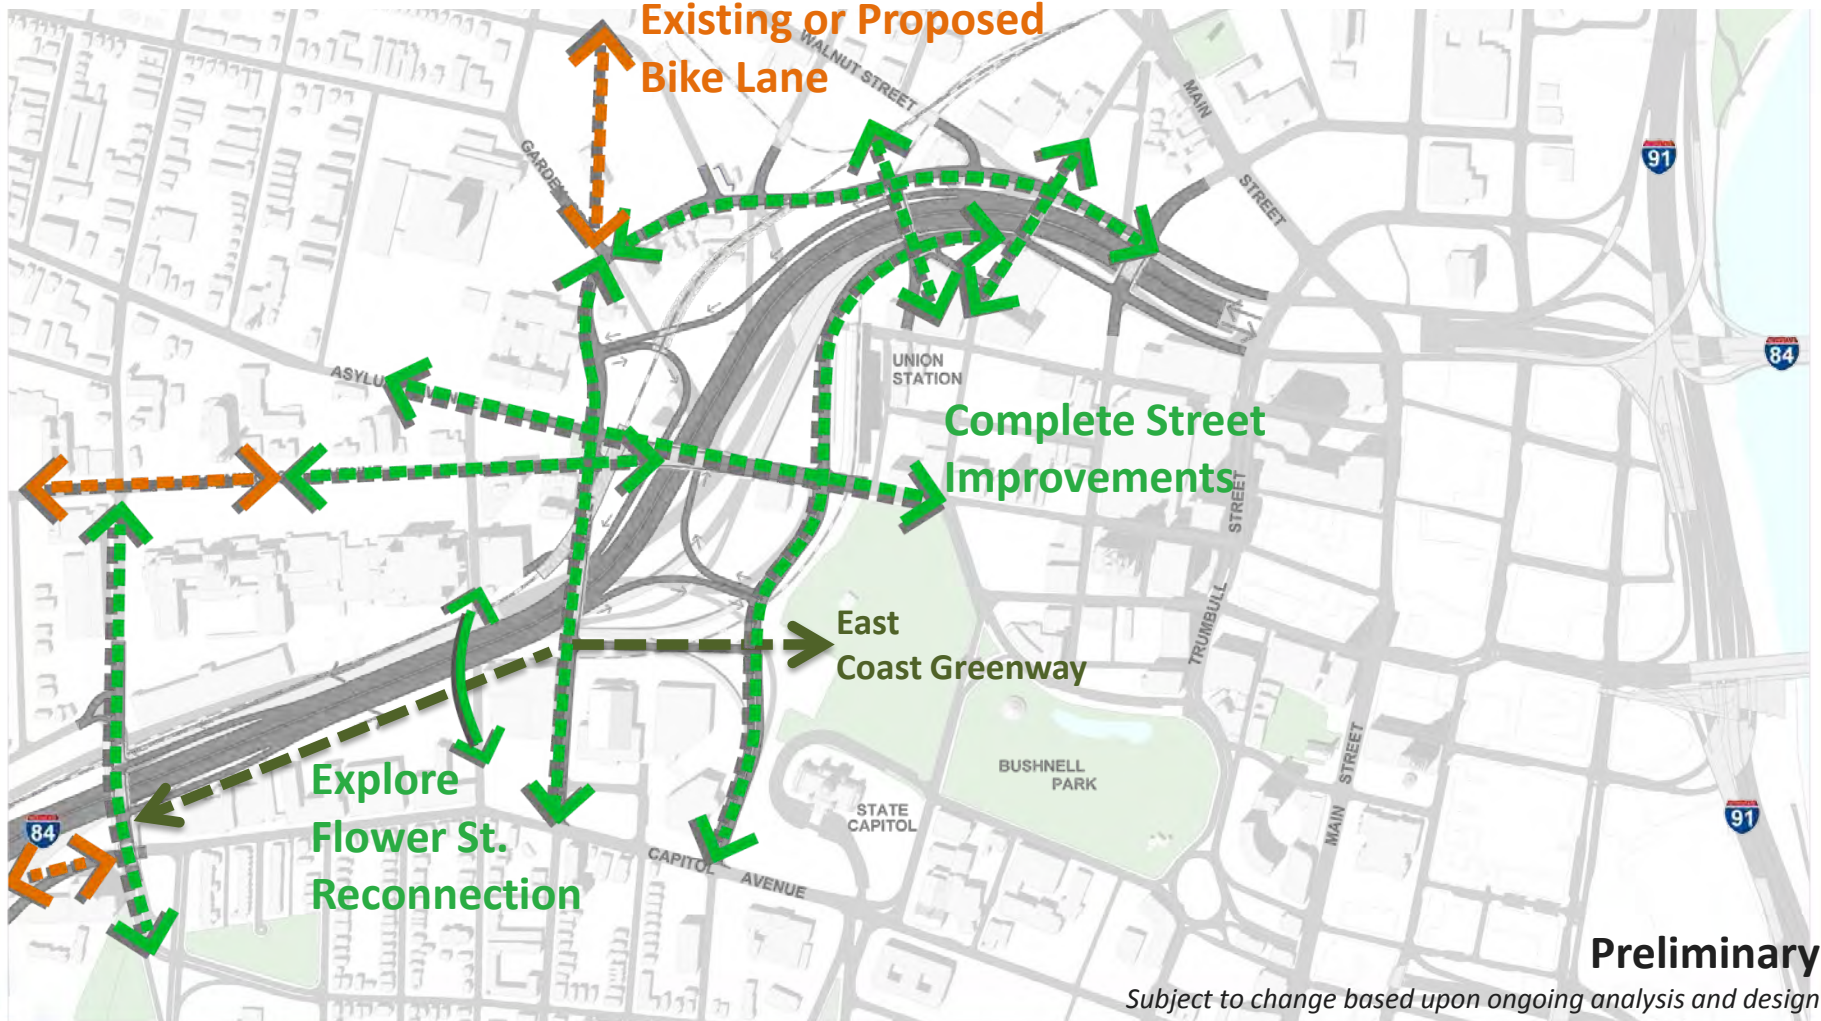 Existing or Proposed
Bike Lane
WALNUT STREET
MAIN
STREET
91
GARDEN
84
UNION
STATION
ASYLU
Complete Street
Improvements
STREET
TRUMBULL
East
Coast Greenway
BUSHNELL
PARK
STATE
CAPITOL
MAIN STREET
91
Explore
Flower St.
Reconnection
84
CAPITOL AVENUE
Preliminary
Subject to change based upon ongoing analysis and design